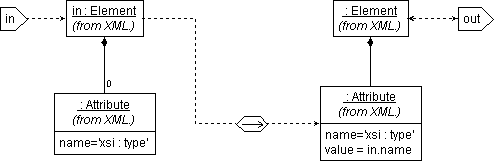 in
in : Element
(from XML.)
0
: Attribute
(from XML.)
name='xsi : type'
: Element
(from XML.)
out
: Attribute
(from XML.)
name='xsi : type'
value = in.name